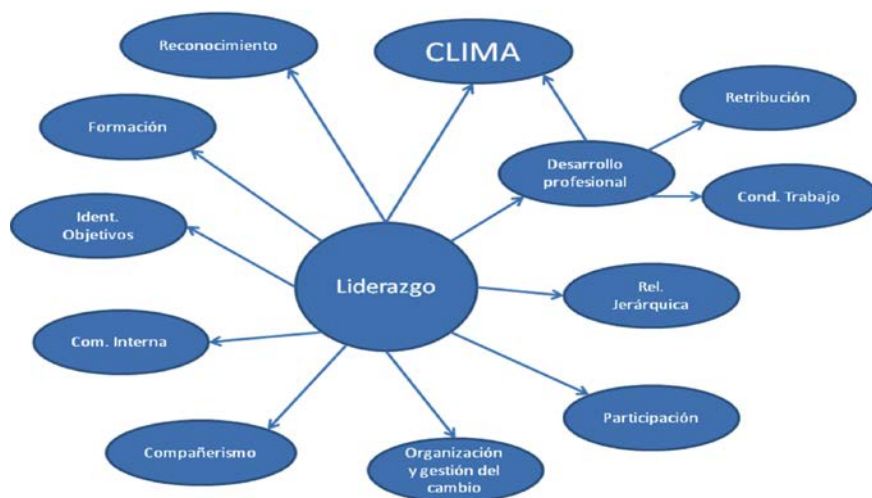 Reconocimiento
CLIMA
Retribución
Formación
Desarrollo
profesional
Cond. Trabajo
Ident.
Objetivos
Liderazgo
Rel.
Jerárquica
Com. Interna
Participación
Compañerismo
Organización
y gestión del
cambio